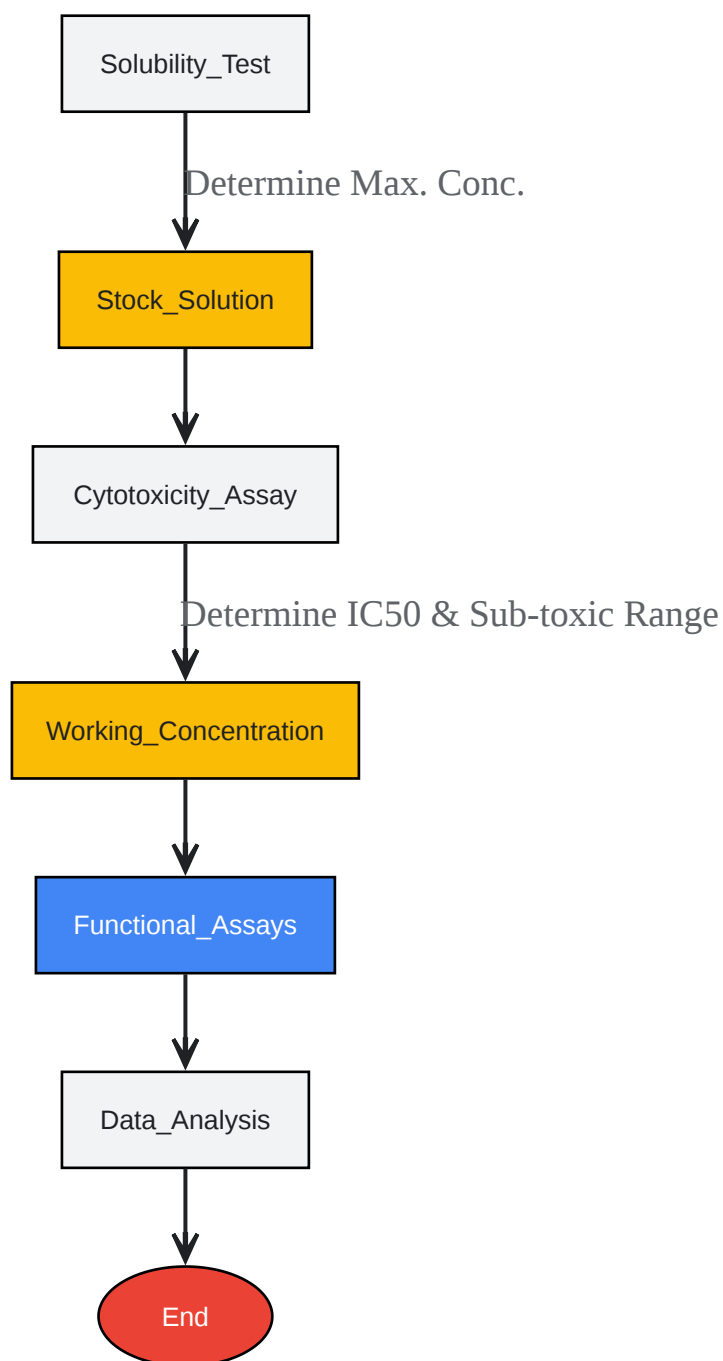 Solubility_Test
Determine Max. Conc.
Stock_Solution
Cytotoxicity_Assay
Determine IC50 & Sub-toxic Range
Working_Concentration
Functional_Assays
Data_Analysis
End